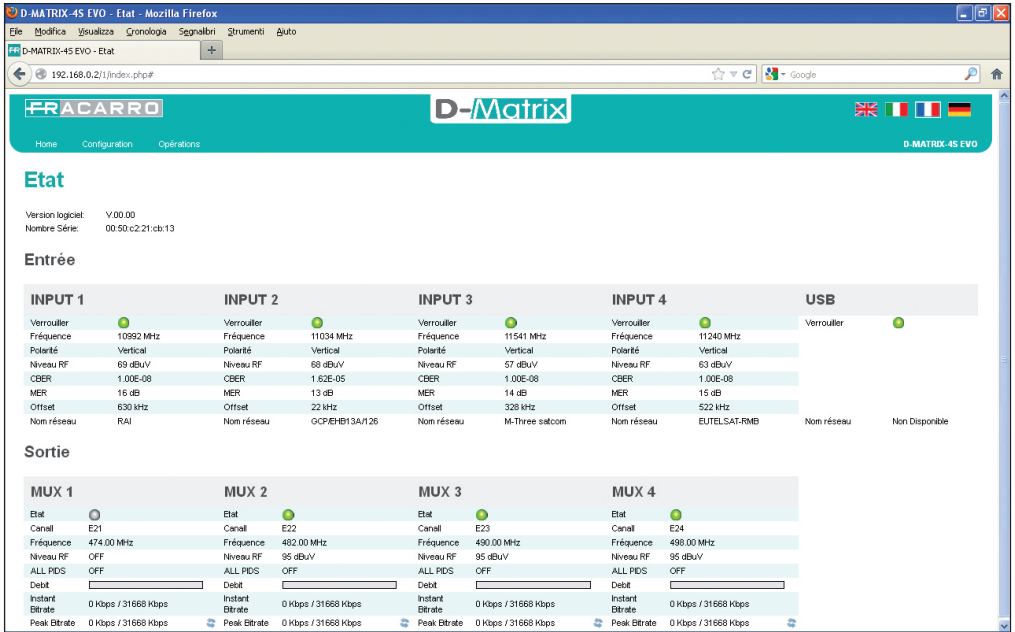 D-MATRIX-4S EVO - Etat - Mozilla Firefox
File Modifica Visualizza Cronologia Segnalibri Strumenti Aiuto
FR D-MATRIX-4S EVO - Etat +
192.168.0.2/1/index.php# Google
FRACARRO D-Matrix
Home Configuration Opérations D-MATRIX-4S EVO
Etat
Version logiciel: V.00.00
Nombre Série: 00:50:c2:21:cb:13
Entrée
INPUT 1 INPUT 2 INPUT 3 INPUT 4 USB
Verrouiller Verrouiller Verrouiller Verrouiller Verrouiller
Fréquence 10992 MHz Fréquence 11034 MHz Fréquence 11541 MHz Fréquence 11240 MHz
Polarité Vertical Polarité Vertical Polarité Vertical Polarité Vertical
Niveau RF 69 dBuV Niveau RF 68 dBuV Niveau RF 57 dBuV Niveau RF 63 dBuV
CBER 1.00E-08 CBER 1.62E-05 CBER 1.00E-08 CBER 1.00E-08
MER 16 dB MER 13 dB MER 14 dB MER 15 dB
Offset 630 kHz Offset 22 kHz Offset 328 kHz Offset 522 kHz
Nom réseau RAI Nom réseau GCP/EHB13A/126 Nom réseau M-Three satcom Nom réseau EUTELSAT-RMB Nom réseau Non Disponible
Sortie
MUX 1 MUX 2 MUX 3 MUX 4
Etat Etat Etat Etat
Canall E21 Canall E22 Canall E23 Canall E24
Fréquence 474.00 MHz Fréquence 482.00 MHz Fréquence 490.00 MHz Fréquence 498.00 MHz
Niveau RF OFF Niveau RF 95 dBuV Niveau RF 95 dBuV Niveau RF 95 dBuV
ALL PIDS OFF ALL PIDS OFF ALL PIDS OFF ALL PIDS OFF
Debit Debit Debit Debit
Instant Bitrate 0 Kbps / 31668 Kbps Instant Bitrate 0 Kbps / 31668 Kbps Instant Bitrate 0 Kbps / 31668 Kbps Instant Bitrate 0 Kbps / 31668 Kbps
Peak Bitrate 0 Kbps / 31668 Kbps Peak Bitrate 0 Kbps / 31668 Kbps Peak Bitrate 0 Kbps / 31668 Kbps Peak Bitrate 0 Kbps / 31668 Kbps